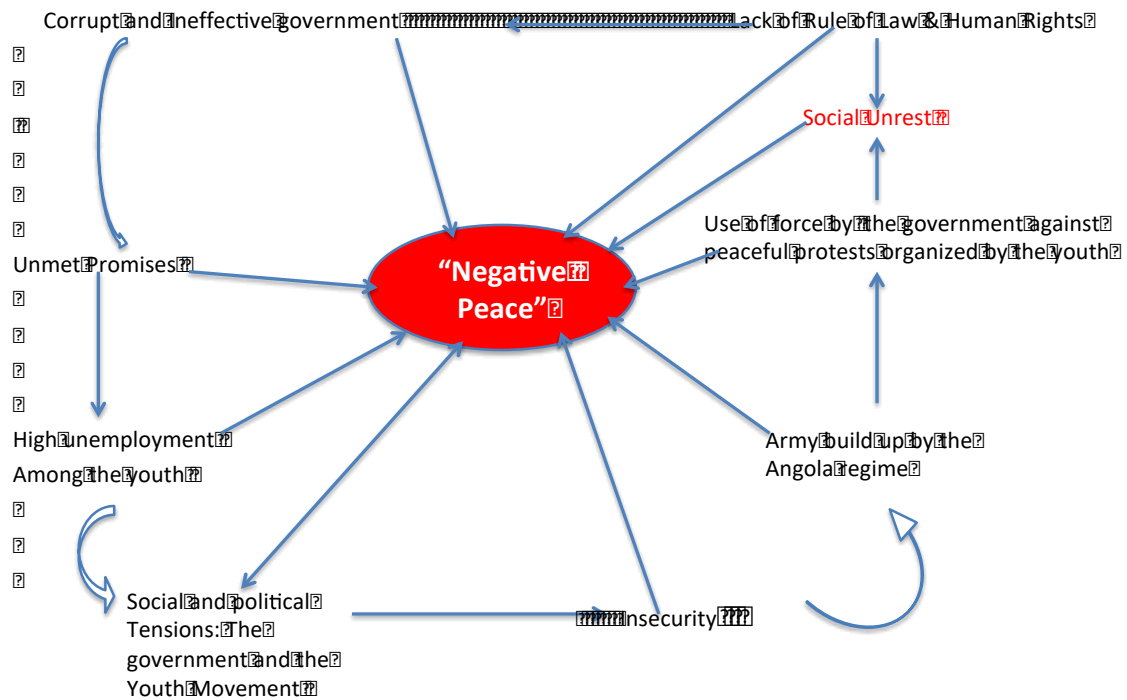 Corrupt and Ineffective government Lack of Rule of Law & Human Rights
Social Unrest
Use of force by the government against
peaceful protests organized by the youth
Unmet Promises
“Negative
Peace”
High unemployment
Among the youth
Army build up by the
Angola regime
Social and political
Tensions: The
government and the
Youth Movement
Insecurity